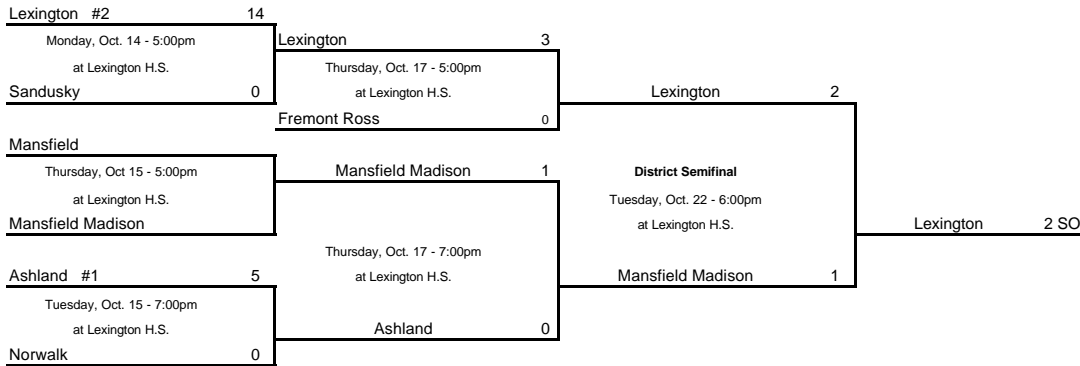 Lexington #2 14
Monday, Oct. 14 - 5:00pm
at Lexington H.S.
Sandusky 0
Lexington 3
Thursday, Oct. 17 - 5:00pm
at Lexington H.S.
Fremont Ross 0
Mansfield
Thursday, Oct 15 - 5:00pm
at Lexington H.S.
Mansfield Madison
Mansfield Madison 1
Thursday, Oct. 17 - 7:00pm
at Lexington H.S.
Ashland 0
Ashland #1 5
Tuesday, Oct. 15 - 7:00pm
at Lexington H.S.
Norwalk 0
Lexington 2
District Semifinal
Tuesday, Oct. 22 - 6:00pm
at Lexington H.S.
Mansfield Madison 1
Lexington 2 SO